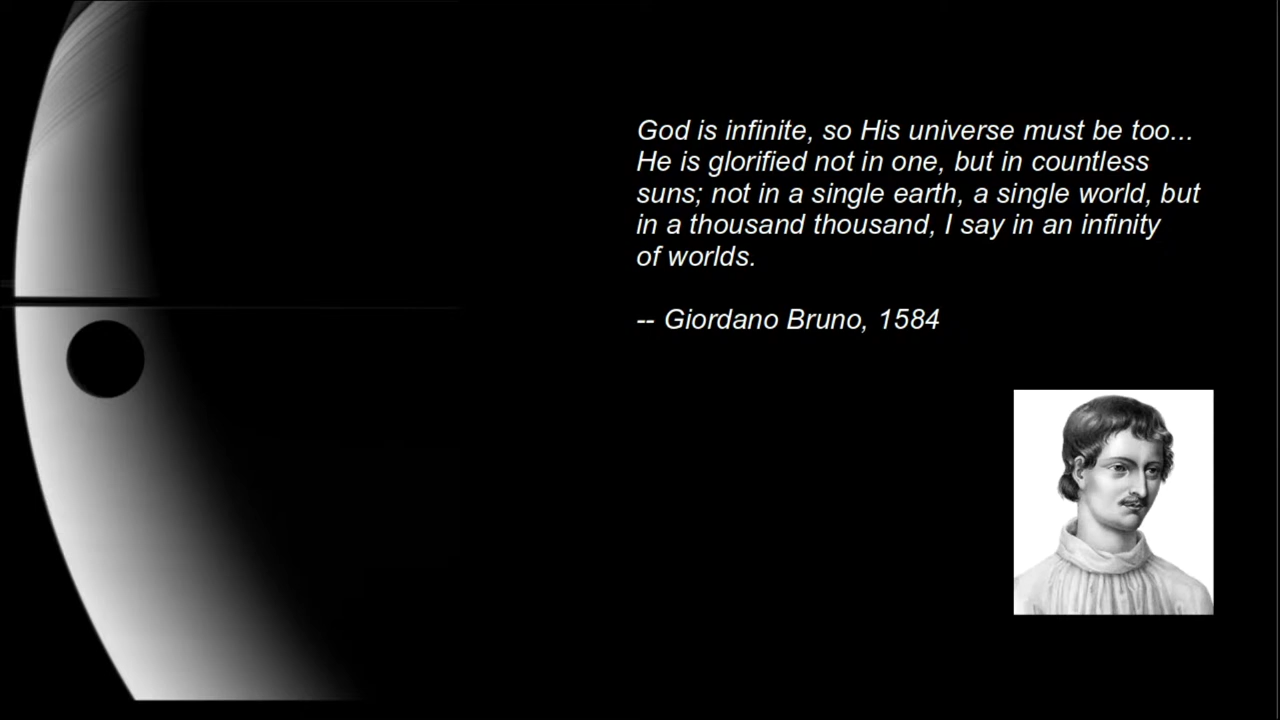 God is infinite, so His universe must be too...
He is glorified not in one, but in countless
suns; not in a single earth, a single world, but
in a thousand thousand, I say in an infinity
of worlds.
-- Giordano Bruno, 1584